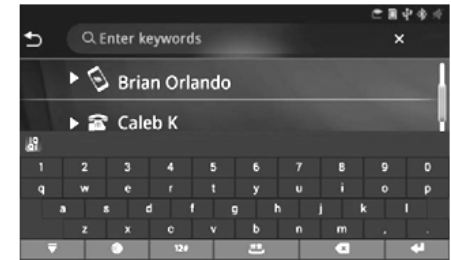 Enter keywords
Brian Orlando
Caleb K
1 2 3 4 5 6 7 8 9 0
q w e r t y u i o p
a s d f g h j k l
z x c v b n m , .
12#